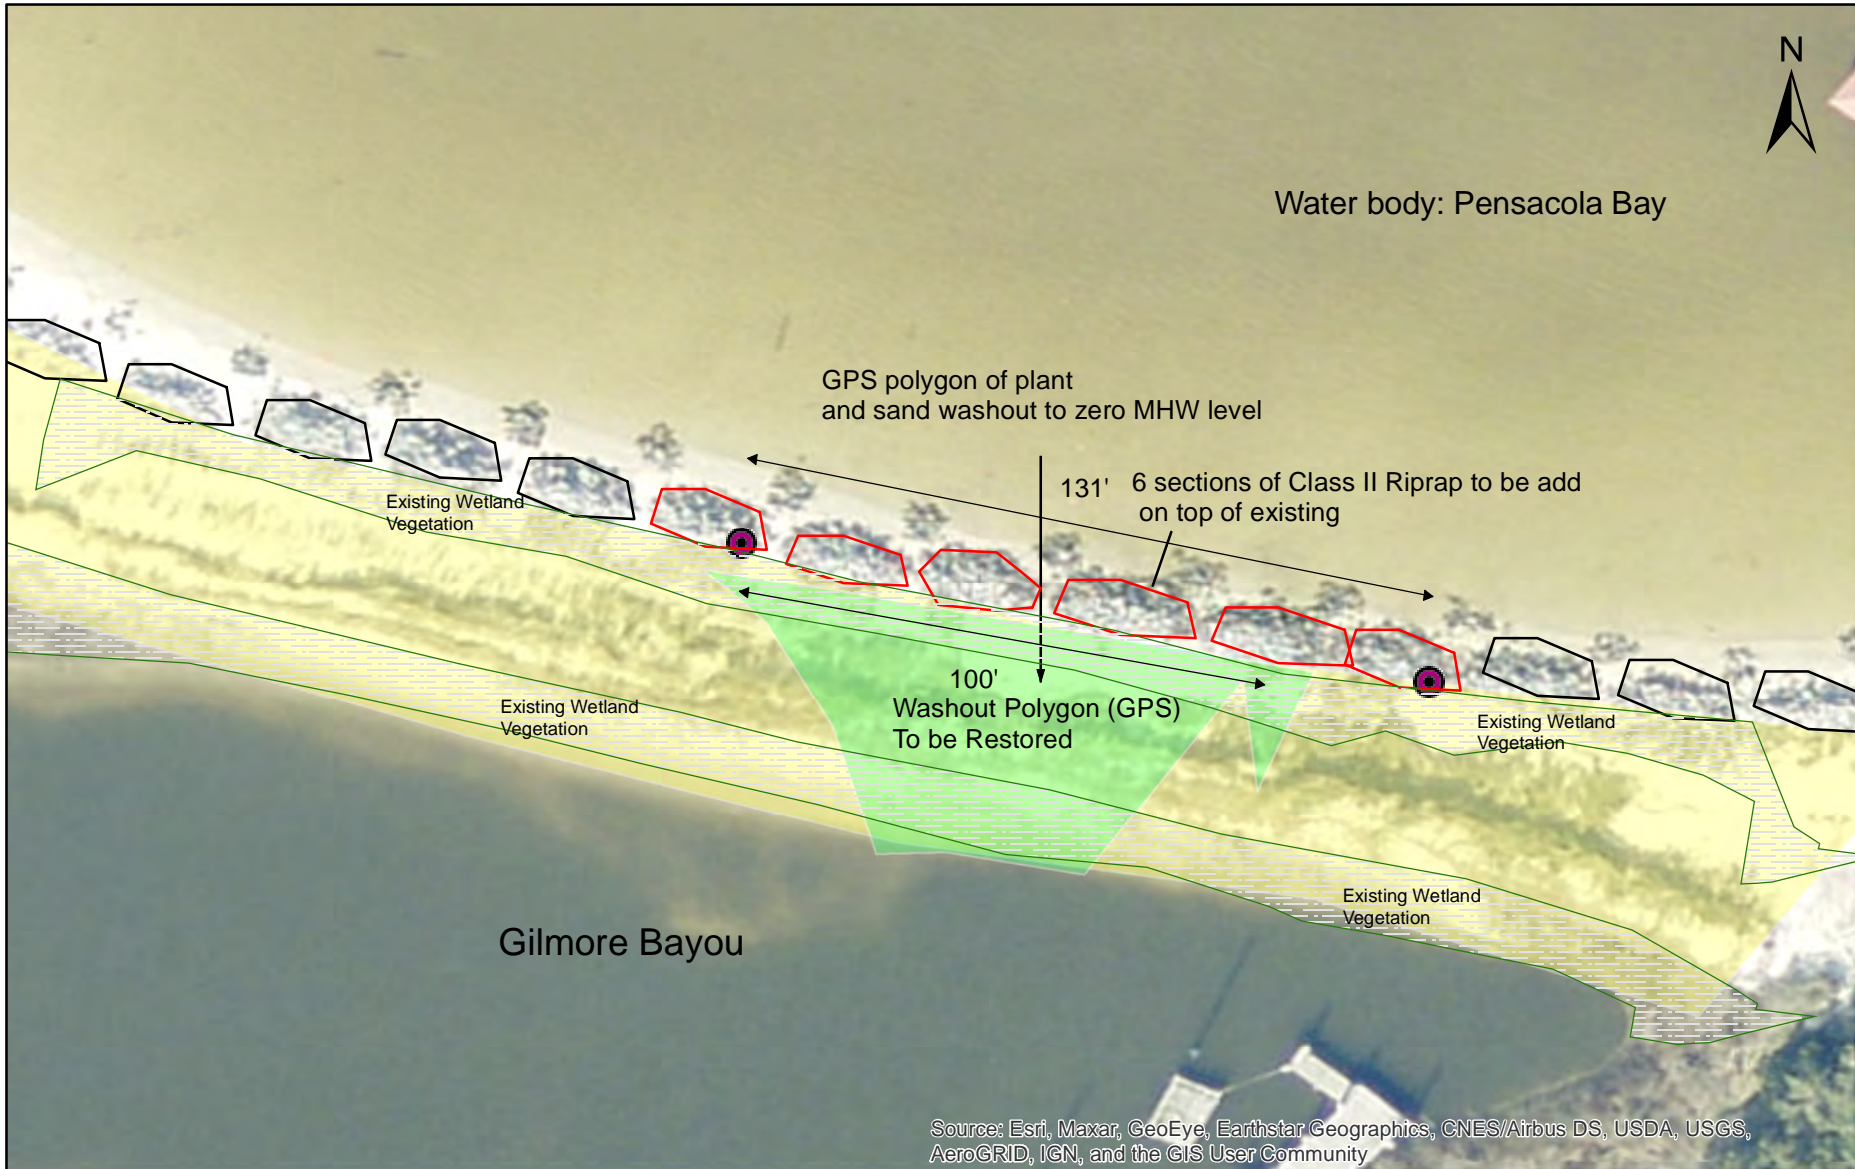 N
Water body: Pensacola Bay
GPS polygon of plant
and sand washout to zero MHW level
131'
6 sections of Class II Riprap to be add
on top of existing
Existing Wetland
Vegetation
100'
Washout Polygon (GPS)
To be Restored
Existing Wetland
Vegetation
Existing Wetland
Vegetation
Existing Wetland
Vegetation
Gilmore Bayou
Source: Esri, Maxar, GeoEye, Earthstar Geographics, CNES/Airbus DS, USDA, USGS,
AeroGRID, IGN, and the GIS User Community